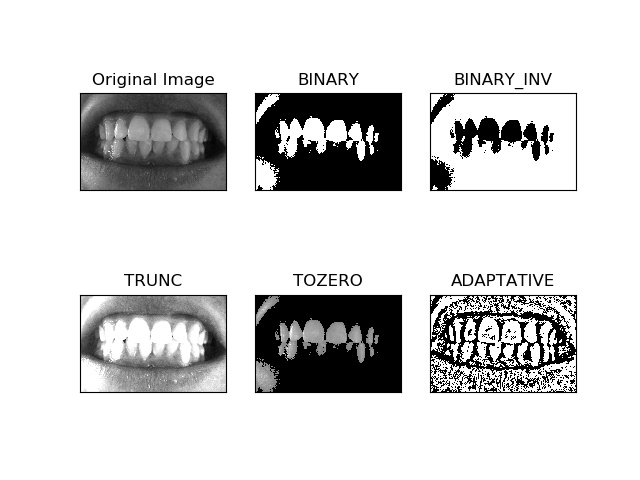 Original Image
BINARY
BINARY_INV
TRUNC
TOZERO
ADAPTATIVE